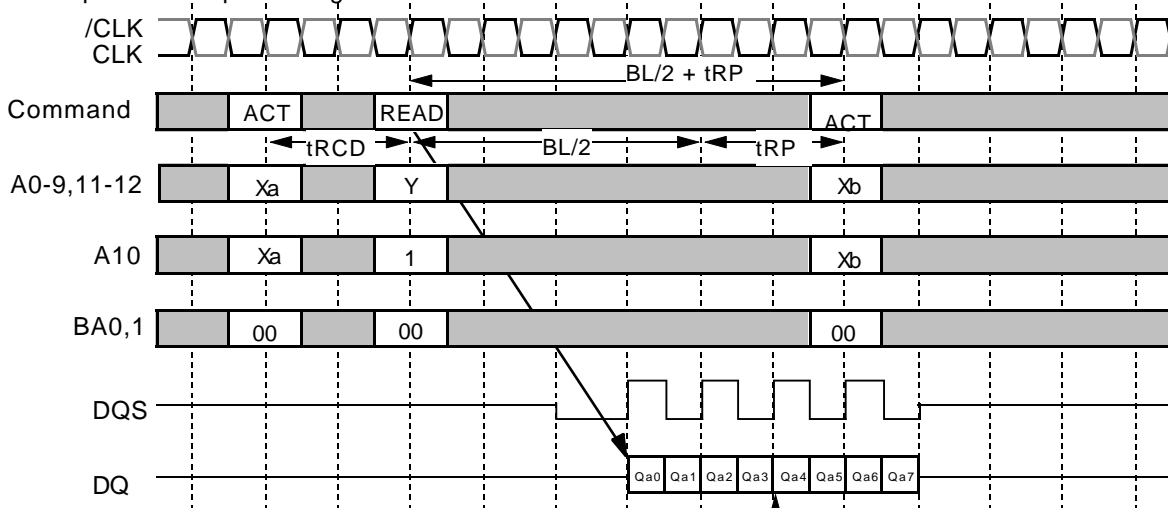 /CLK
CLK
BL/2 + tRP
Command ACT READ ACT
tRCD BL/2 tRP
A0-9,11-12 Xa Y Xb
A10 Xa 1 Xb
BA0,1 00 00 00
DQS
DQ Qa0 Qa1 Qa2 Qa3 Qa4 Qa5 Qa6 Qa7